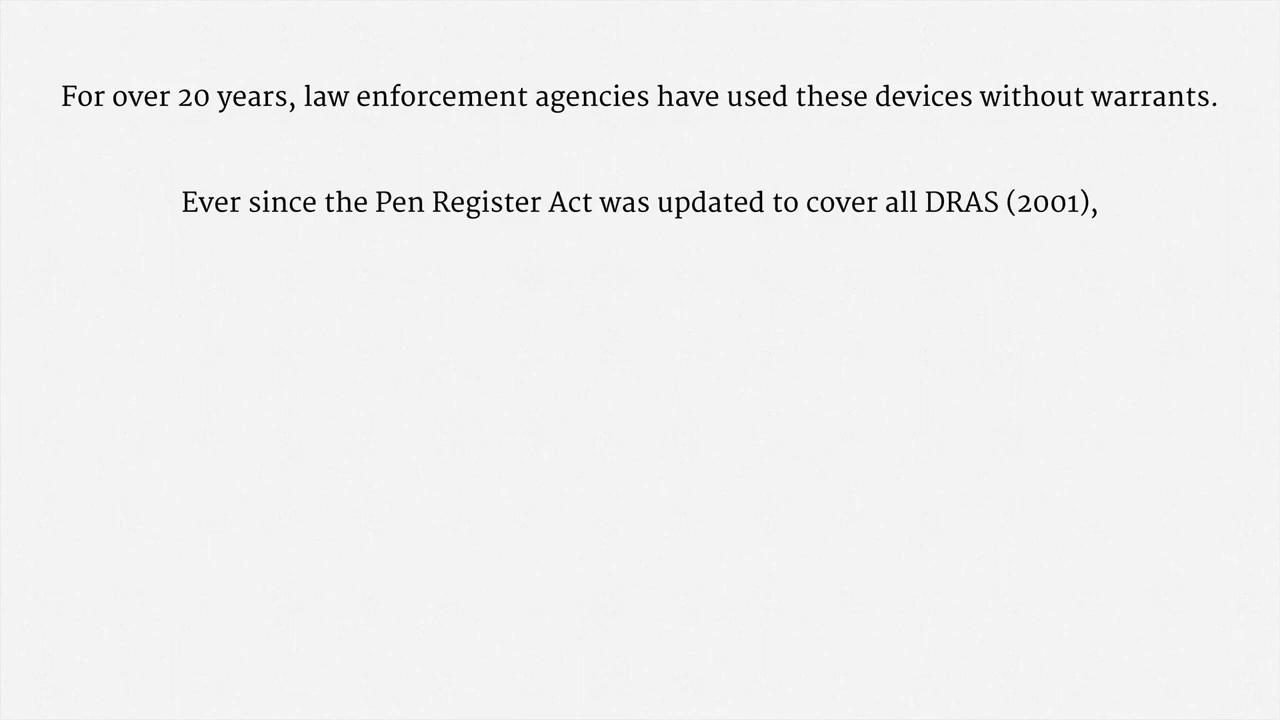 For over 20 years, law enforcement agencies have used these devices without warrants.
Ever since the Pen Register Act was updated to cover all DRAS (2001),